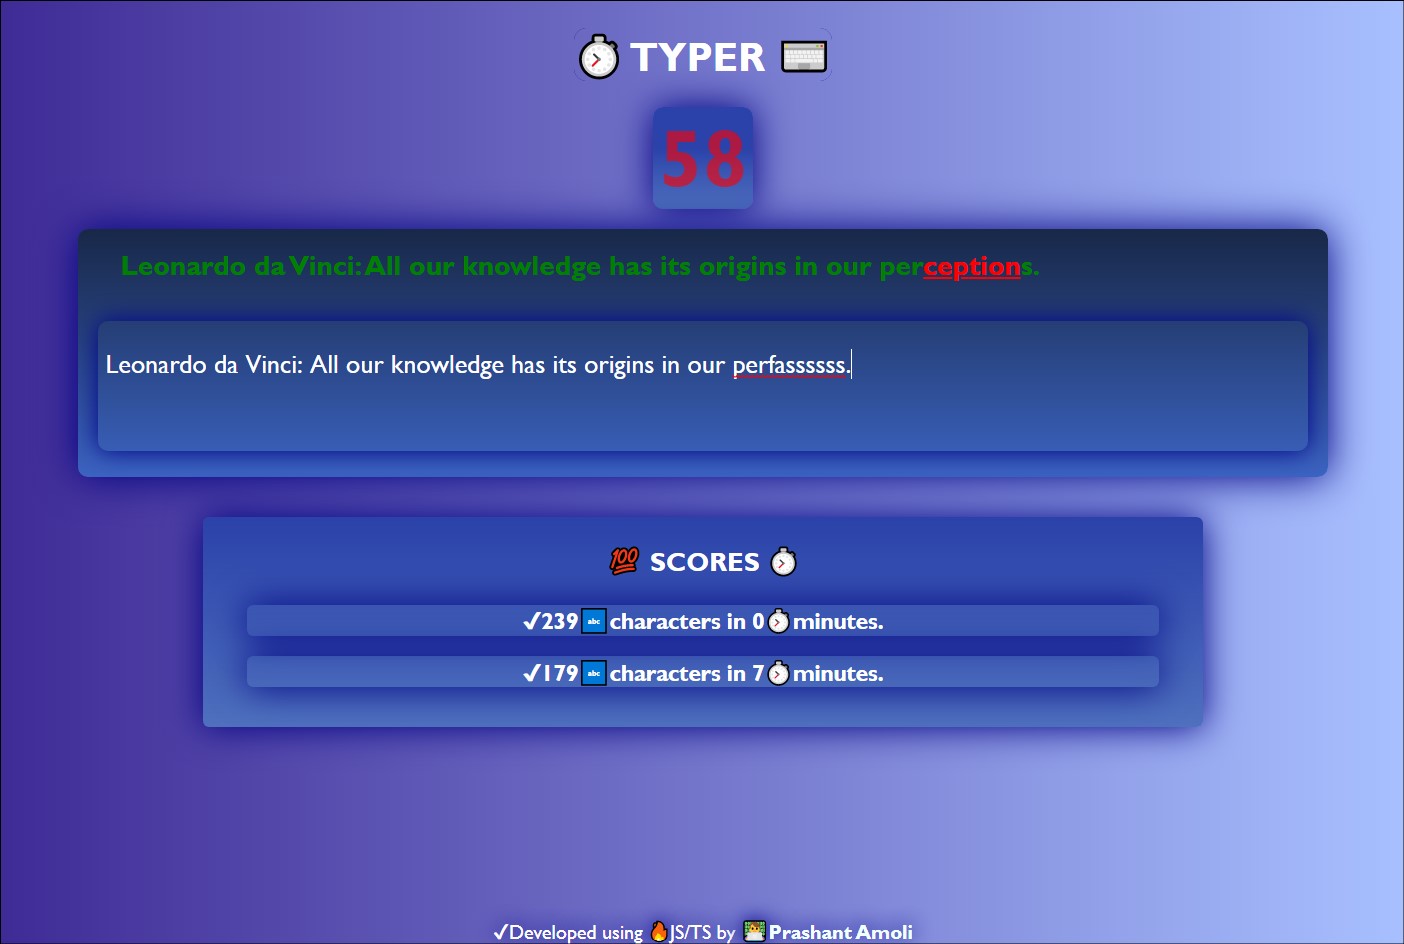 ⏱️ TYPER ⌨️
58
Leonardo da Vinci: All our knowledge has its origins in our perceptions.
Leonardo da Vinci: All our knowledge has its origins in our perfassssss.
💯 SCORES ⏱️
✔239 abc characters in 0 ⏱️ minutes.
✔179 abc characters in 7 ⏱️ minutes.
✔Developed using 🔥JS/TS by 👨‍💻Prashant Amoli